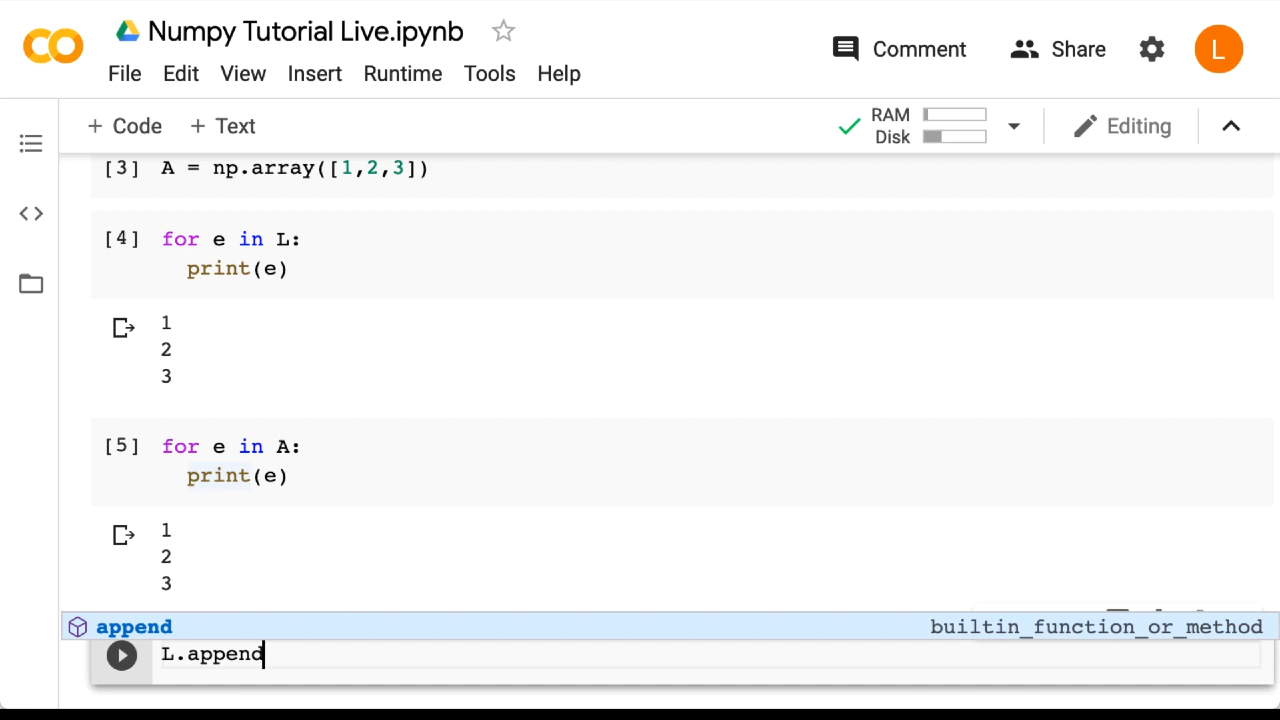 CO
Numpy Tutorial Live.ipynb
File Edit View Insert Runtime Tools Help
Comment
Share
L
+ Code + Text
RAM
Disk
Editing
[3] A = np.array([1,2,3])
[4] for e in L:
print(e)
1
2
3
[5] for e in A:
print(e)
1
2
3
append builtin_function_or_method
L.append